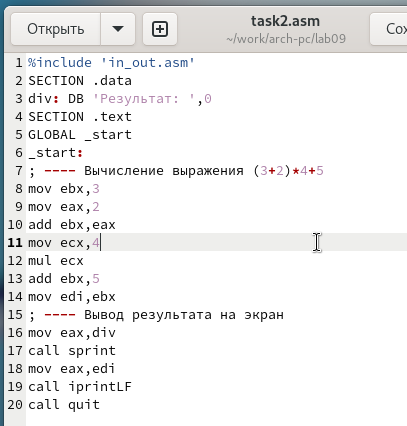 Открыть
task2.asm
~/work/arch-pc/lab09
Сох
1 %include 'in_out.asm'
2 SECTION .data
3 div: DB 'Результат: ',0
4 SECTION .text
5 GLOBAL _start
6 _start:
7 ; ---- Вычисление выражения (3+2)*4+5
8 mov ebx,3
9 mov eax,2
10 add ebx,eax
11 mov ecx,4
12 mul ecx
13 add ebx,5
14 mov edi,ebx
15 ; ---- Вывод результата на экран
16 mov eax,div
17 call sprint
18 mov eax,edi
19 call iprintLF
20 call quit